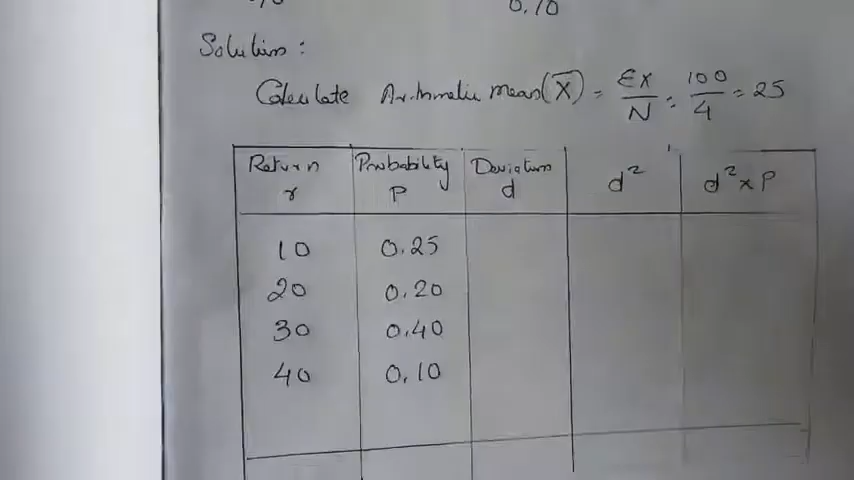 0.10
Solution :
Calculate Arithmetic mean (X̅) = ΣX/N = 100/4 = 25
Return Probability Deviation d² d² x P
r P d
10 0.25
20 0.20
30 0.40
40 0.10